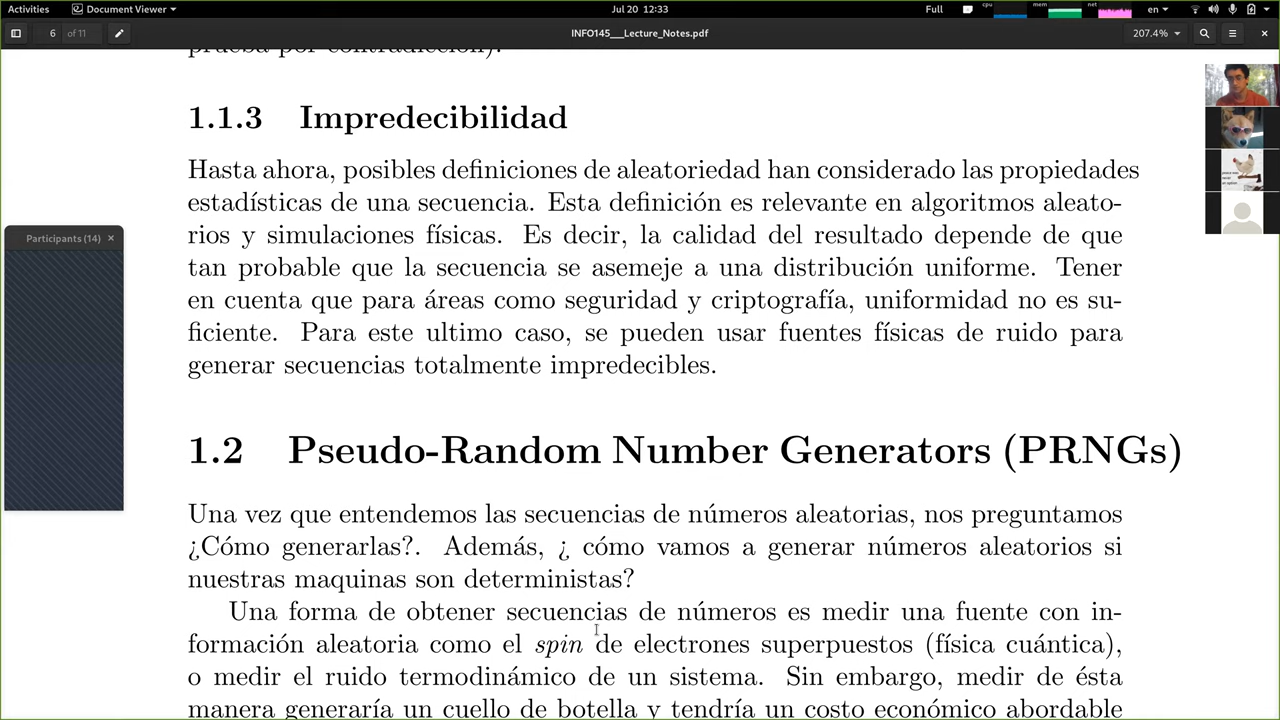 Activities
Document Viewer
Jul 20 12:33
Full
cpu
mem
net
en
6 of 11
INFO145___Lecture_Notes.pdf
207.4%
prueba por contradicción).
1.1.3 Impredecibilidad
Hasta ahora, posibles definiciones de aleatoriedad han considerado las propiedades
estadísticas de una secuencia. Esta definición es relevante en algoritmos aleato-
rios y simulaciones físicas. Es decir, la calidad del resultado depende de que
tan probable que la secuencia se asemeje a una distribución uniforme. Tener
en cuenta que para áreas como seguridad y criptografía, uniformidad no es su-
ficiente. Para este ultimo caso, se pueden usar fuentes físicas de ruido para
generar secuencias totalmente impredecibles.
Participants (14)
1.2 Pseudo-Random Number Generators (PRNGs)
Una vez que entendemos las secuencias de números aleatorias, nos preguntamos
¿Cómo generarlas?. Además, ¿ cómo vamos a generar números aleatorios si
nuestras maquinas son deterministas?
Una forma de obtener secuencias de números es medir una fuente con in-
formación aleatoria como el spin de electrones superpuestos (física cuántica),
o medir el ruido termodinámico de un sistema. Sin embargo, medir de ésta
manera generaría un cuello de botella y tendría un costo económico abordable